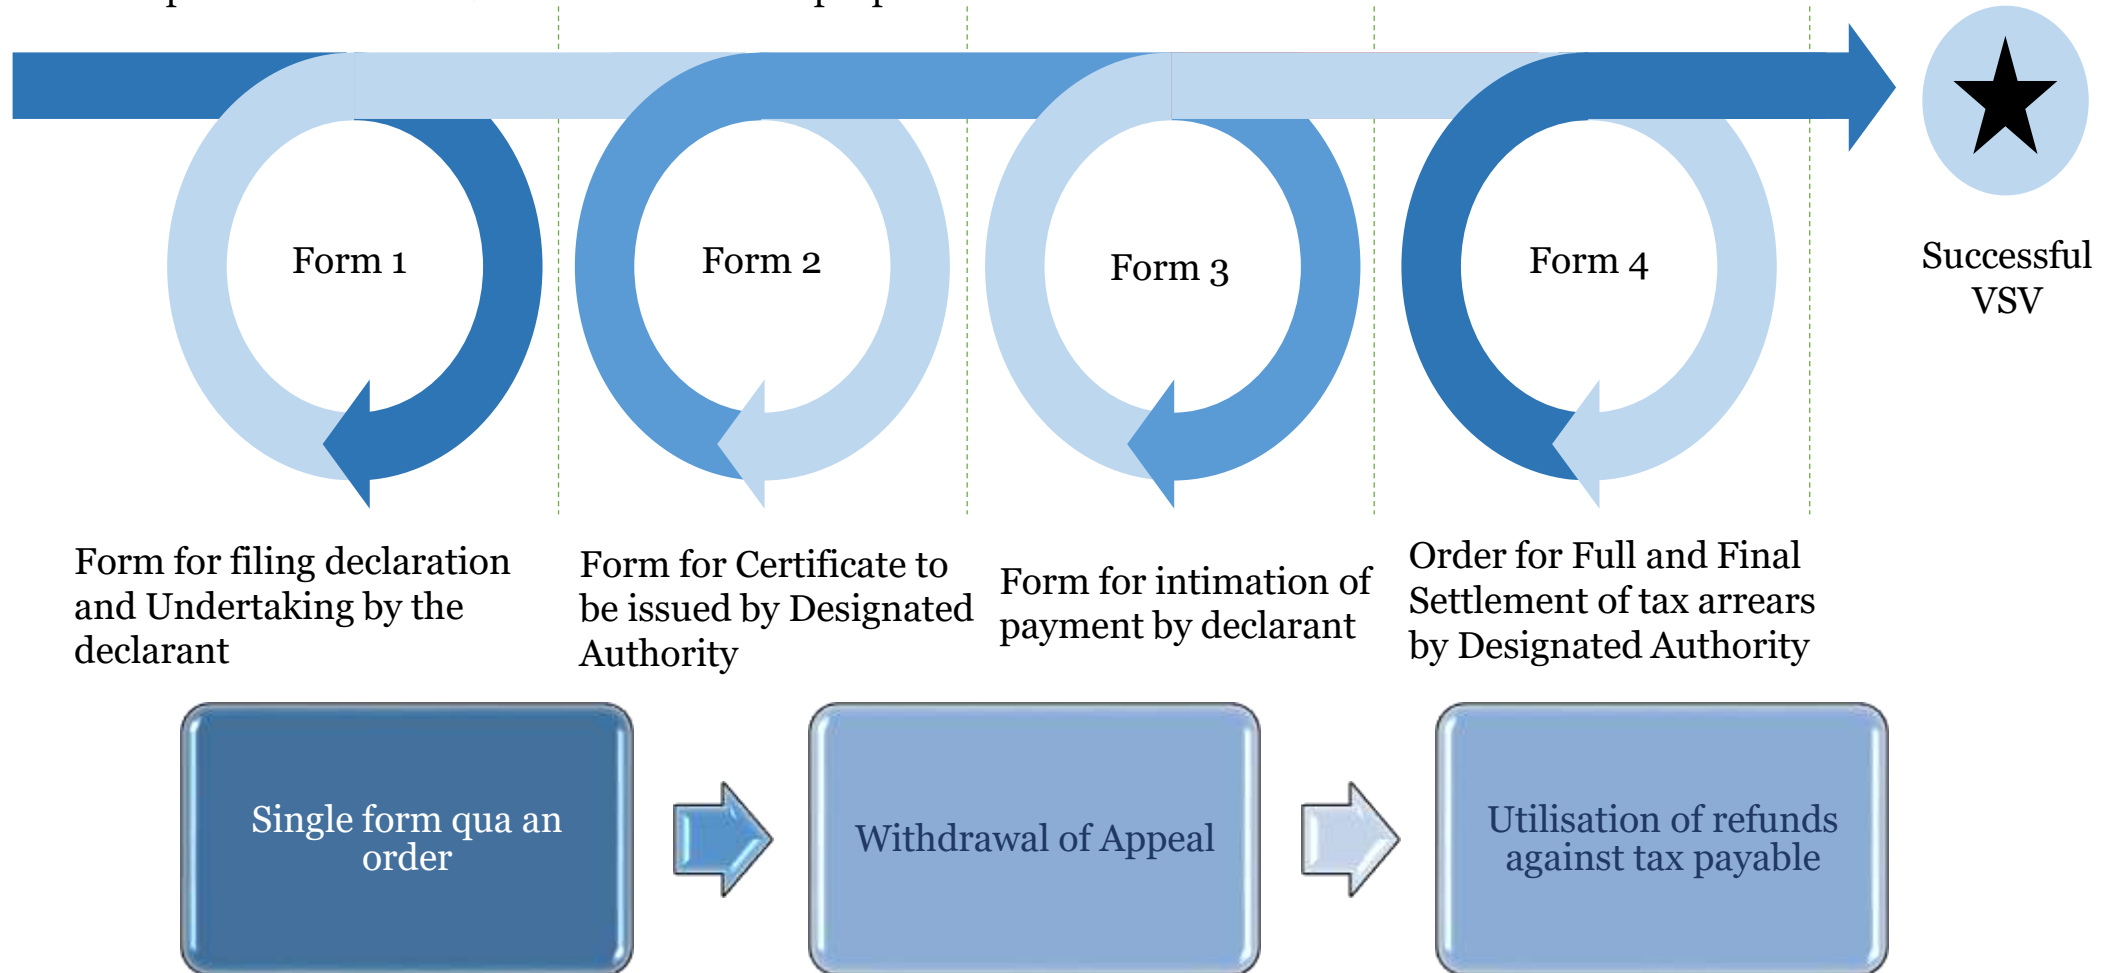 Form 1
Form 2
Form 3
Form 4
Successful
VSV
Form for filing declaration
and Undertaking by the
declarant
Form for Certificate to
be issued by Designated
Authority
Form for intimation of
payment by declarant
Order for Full and Final
Settlement of tax arrears
by Designated Authority
Single form qua an
order
Withdrawal of Appeal
Utilisation of refunds
against tax payable